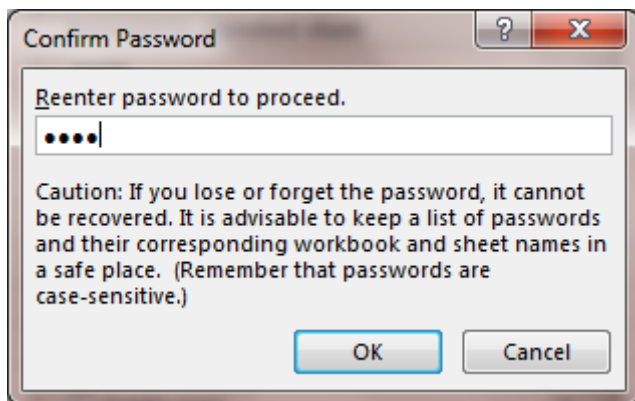 Confirm Password
Reenter password to proceed.
••••
Caution: If you lose or forget the password, it cannot
be recovered. It is advisable to keep a list of passwords
and their corresponding workbook and sheet names in
a safe place.  (Remember that passwords are
case-sensitive.)
OK
Cancel